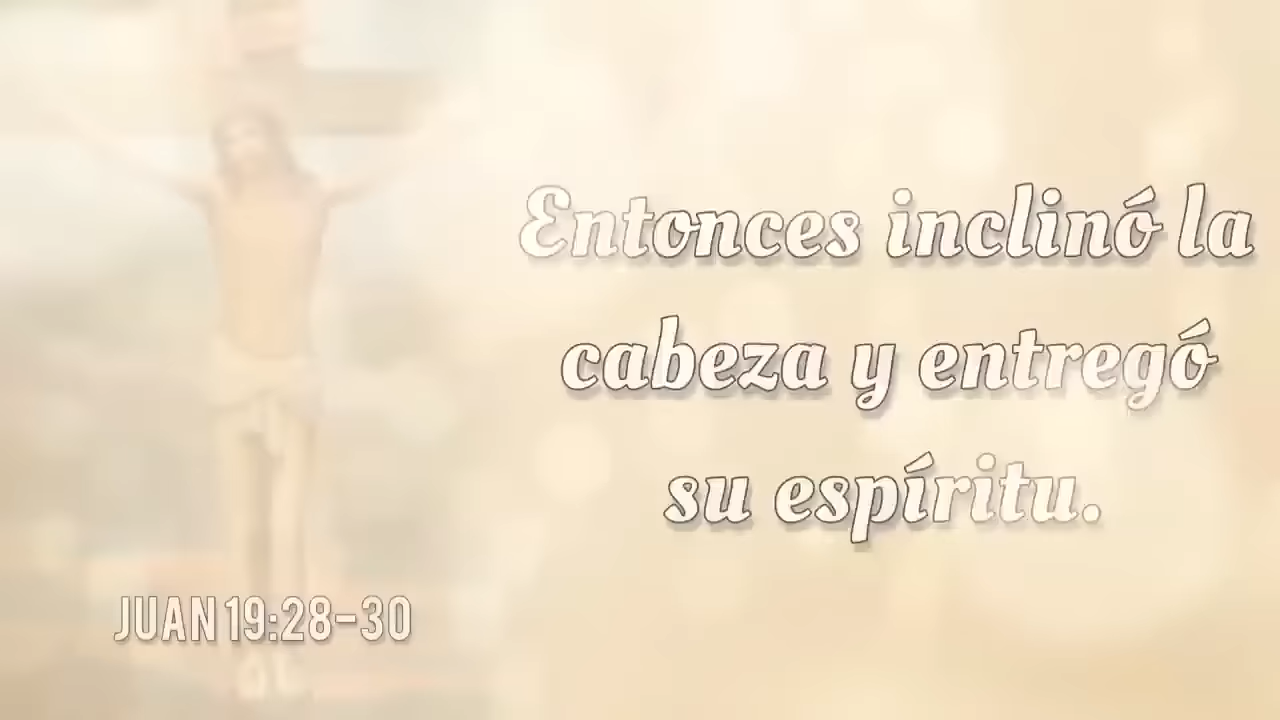 Entonces inclinó la
cabeza y entregó
su espíritu.
JUAN 19:28-30